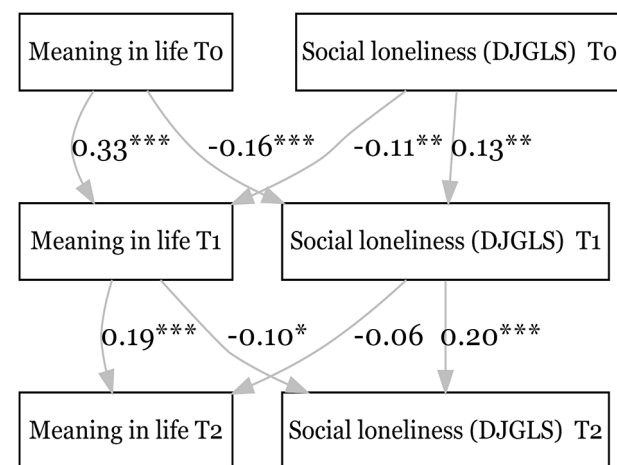 Meaning in life T0
Social loneliness (DJGLS) T0
0.33***
-0.16***
-0.11**
0.13**
Meaning in life T1
Social loneliness (DJGLS) T1
0.19***
-0.10*
-0.06
0.20***
Meaning in life T2
Social loneliness (DJGLS) T2